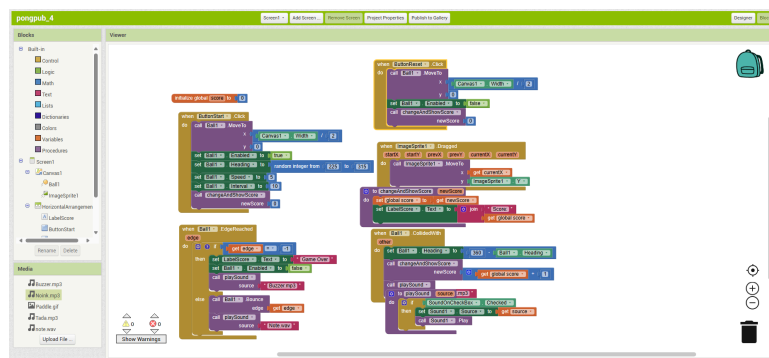 pongpub_4
Screen1 Add Screen ... Remove Screen Project Properties Publish to Gallery
Designer
Blocks
Viewer
Built-in
Control
Logic
Math
Text
Lists
Dictionaries
Colors
Variables
Procedures
Screen1
Canvas1
Ball1
ImageSprite1
HorizontalArrangemen
LabelScore
ButtonStart
Rename Delete
Media
Buzzer.mp3
Noink.mp3
Paddle.gif
Tada.mp3
Note.wav
Upload File ...
initialize global score to 0
when ButtonStart Click
do call Ball1 MoveTo
x Canvas1 Width / 2
y 0
set Ball1 Enabled to true
set Ball1 Heading to random integer from 225 to 315
set Ball1 Speed to 5
set Ball1 Interval to 10
call changeAndShowScore
newScore 0
when Ball1 EdgeReached
edge
do if get edge = -1
then set LabelScore Text to " Game Over "
set Ball1 Enabled to false
call playSound
source " Buzzer.mp3 "
else call Ball1 Bounce
edge get edge
call playSound
source " Note.wav "
0 0
Show Warnings
when ButtonReset Click
do call Ball1 MoveTo
x Canvas1 Width / 2
y 0
set Ball1 Enabled to false
call changeAndShowScore
newScore 0
when ImageSprite1 Dragged
startX startY prevX prevY currentX currentY
do call ImageSprite1 MoveTo
x get currentX
y ImageSprite1 Y
to changeAndShowScore newScore
do set global score to get newScore
set LabelScore Text to join " Score "
get global score
when Ball1 CollidedWith
other
do set Ball1 Heading to 360 - Ball1 Heading
call changeAndShowScore
newScore get global score + 1
call playSound
to playSound source mp3 "
do if SoundOnCheckBox Checked
then set Sound1 Source to get source
call Sound1 Play